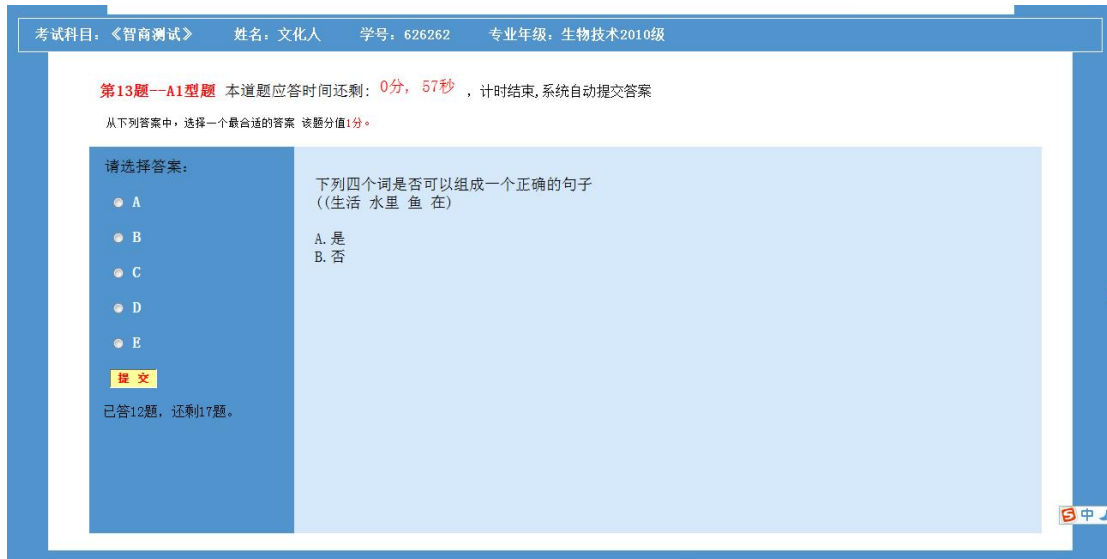 考试科目：《智商测试》 姓名：文化人 学号：626262 专业年级：生物技术2010级
第13题--A1型题 本道题应答时间还剩: 0分, 57秒 ，计时结束,系统自动提交答案
从下列答案中，选择一个最合适的答案 该题分值1分。
请选择答案：
A
B
C
D
E
提 交
已答12题, 还剩17题。
下列四个词是否可以组成一个正确的句子
((生活 水里 鱼 在)
A.是
B.否
中